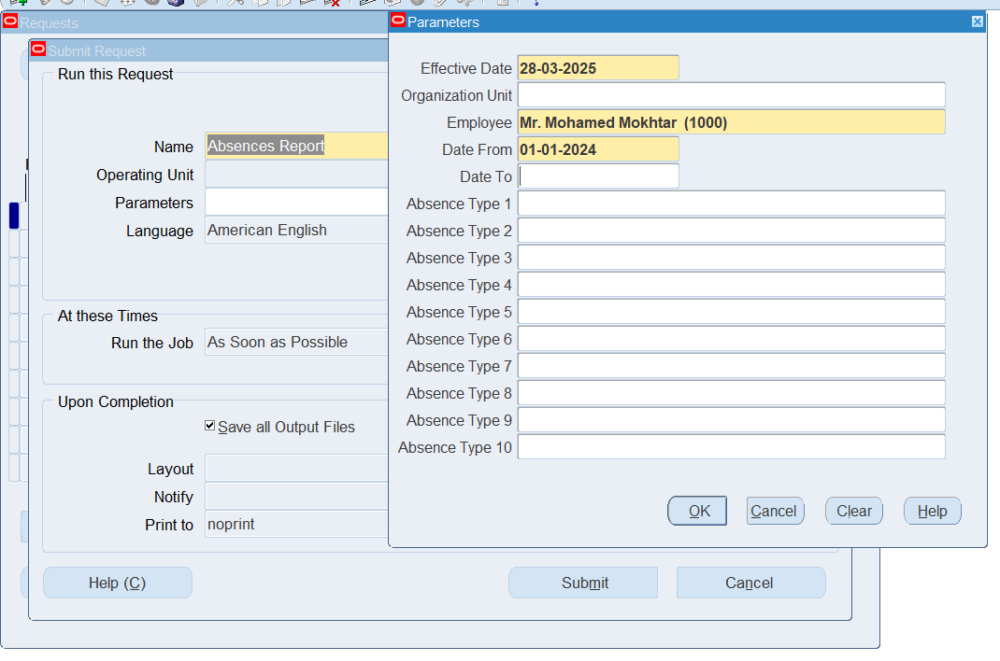 Requests
Submit Request
Run this Request
Name Absences Report
Operating Unit
Parameters
Language American English
At these Times
Run the Job As Soon as Possible
Upon Completion
Save all Output Files
Layout
Notify
Print to noprint
Help (C) Submit Cancel
Parameters
Effective Date 28-03-2025
Organization Unit
Employee Mr. Mohamed Mokhtar (1000)
Date From 01-01-2024
Date To
Absence Type 1
Absence Type 2
Absence Type 3
Absence Type 4
Absence Type 5
Absence Type 6
Absence Type 7
Absence Type 8
Absence Type 9
Absence Type 10
OK Cancel Clear Help